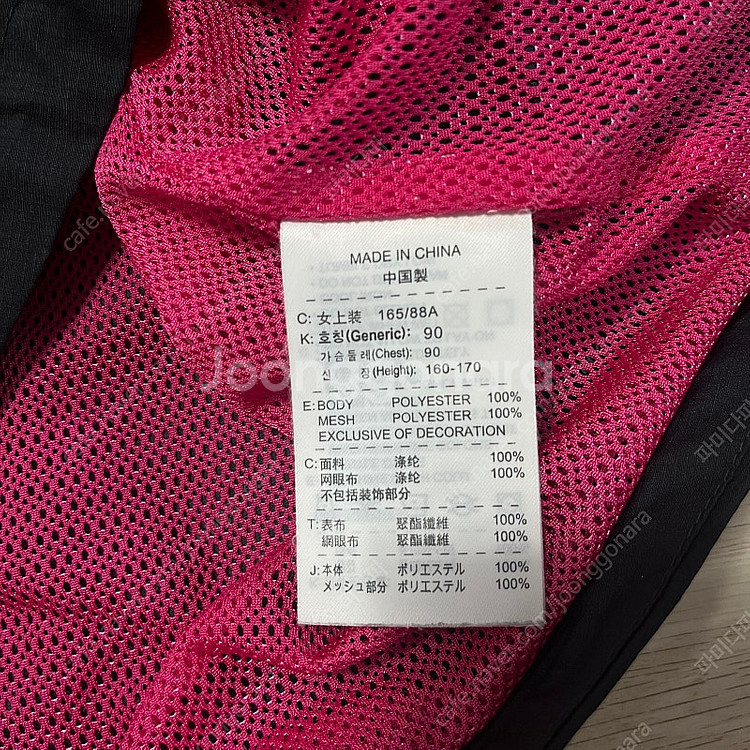 MADE IN CHINA
中国製
C: 女上装 165/88A
K: 호칭(Generic): 90
가슴둘레(Chest): 90
신 장(Height): 160-170
E: BODY POLYESTER 100%
MESH POLYESTER 100%
EXCLUSIVE OF DECORATION
C: 面料 涤纶 100%
网眼布 涤纶 100%
不包括装饰部分
T: 表布 聚酯纖維 100%
網眼布 聚酯纖維 100%
J: 本体 ポリエステル 100%
メッシュ部分 ポリエステル 100%
Joonggonara